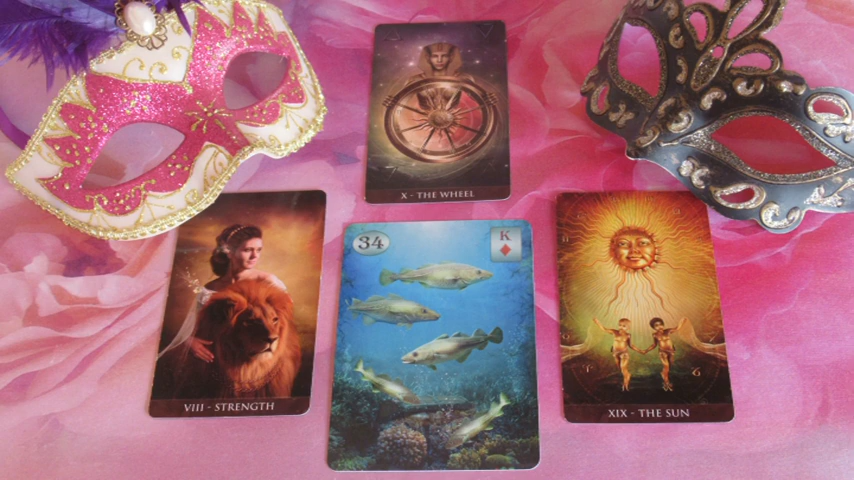 X - THE WHEEL
VIII - STRENGTH
34
K
XIX - THE SUN